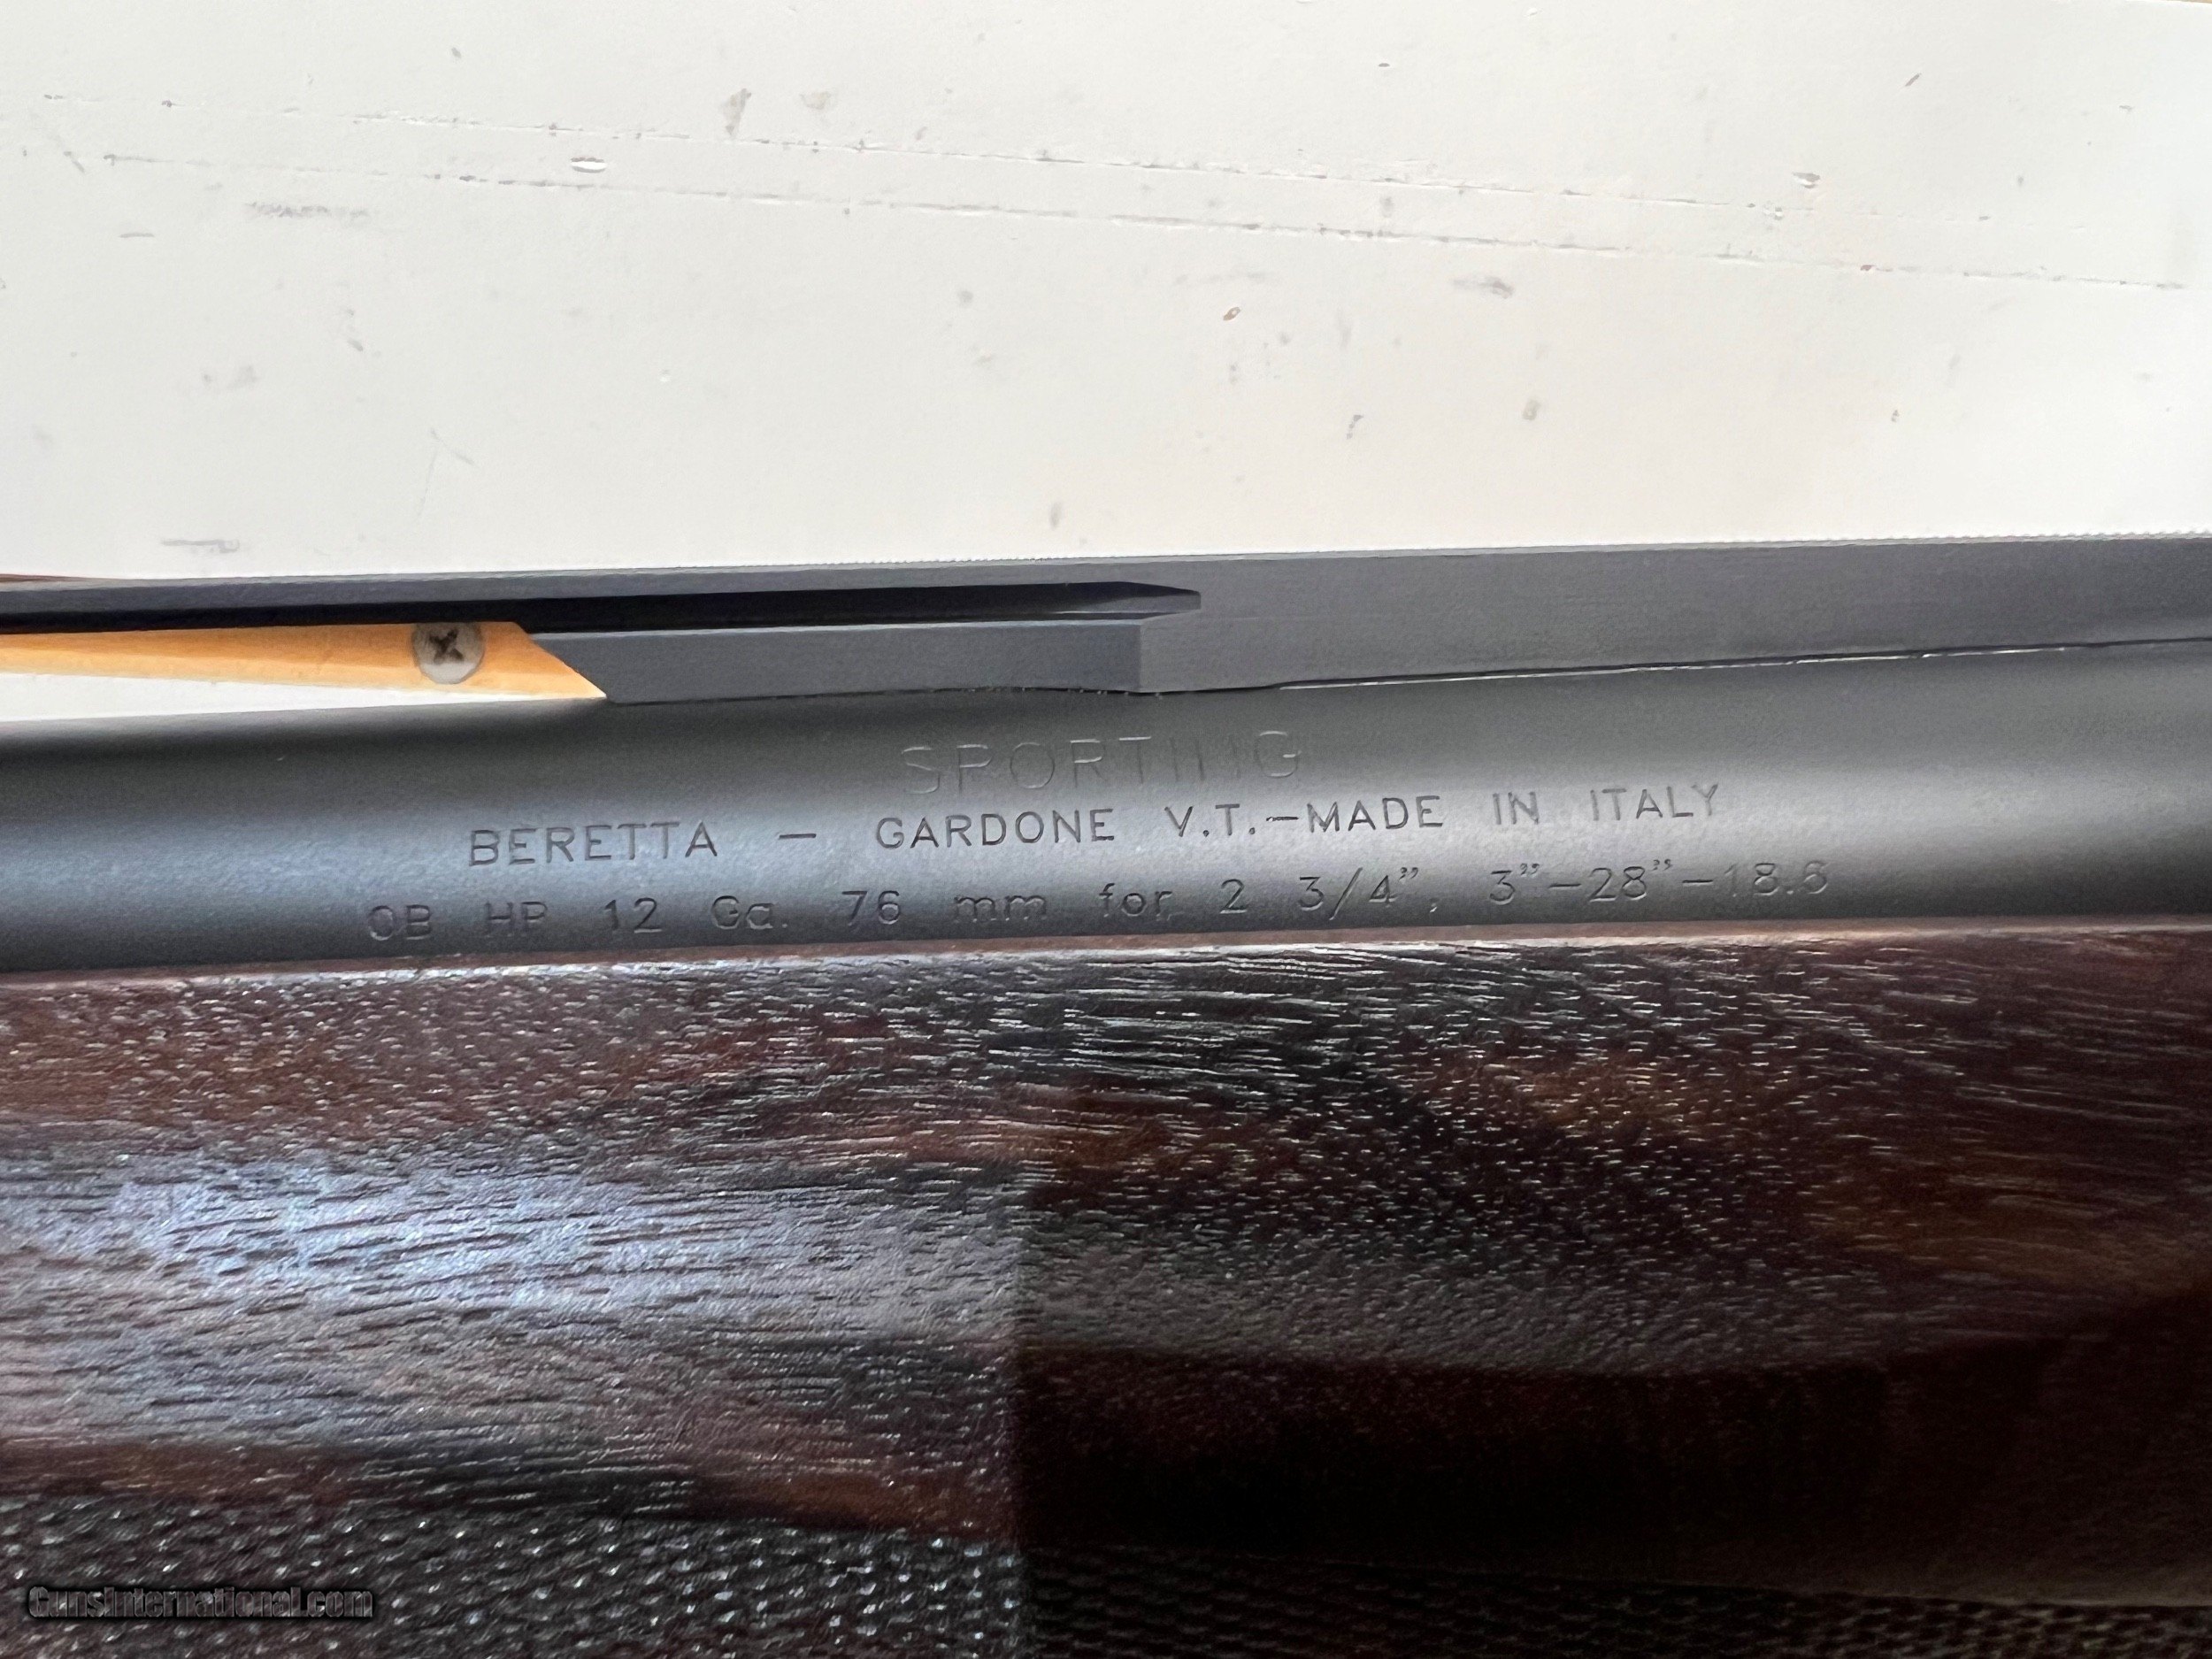 SPORTING
BERETTA - GARDONE V.T.-MADE IN ITALY
OB HP 12 Ga. 76 mm for 2 3/4", 3"-28"-18.6
GunsInternational.com